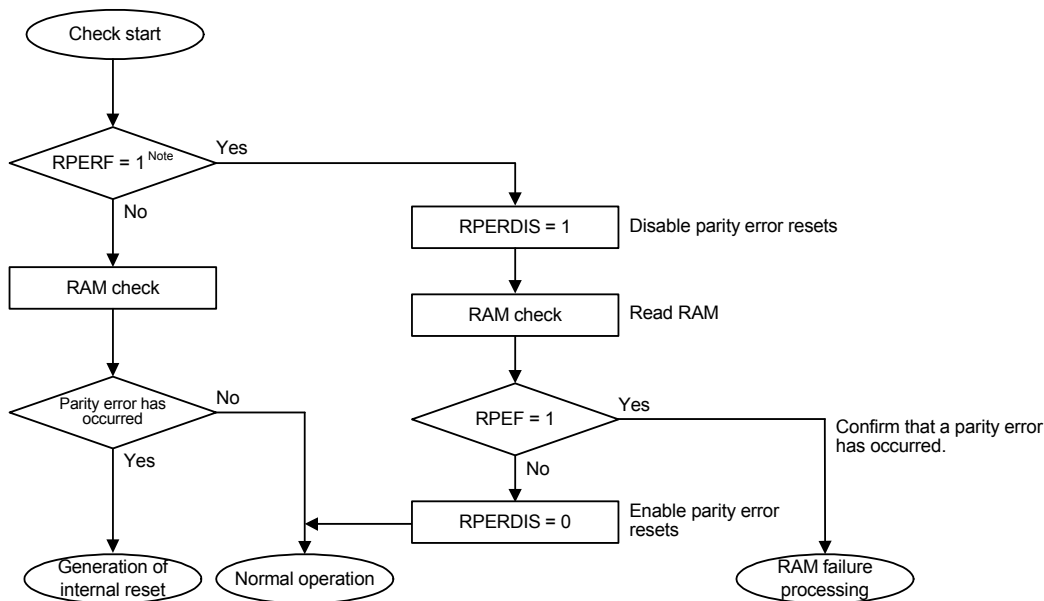 Check start
RPERF = 1 Note
Yes
No
RPERDIS = 1
Disable parity error resets
RAM check
RAM check
Read RAM
Parity error has
occurred
No
Yes
RPEF = 1
Yes
Confirm that a parity error
has occurred.
No
RPERDIS = 0
Enable parity error
resets
Generation of
internal reset
Normal operation
RAM failure
processing